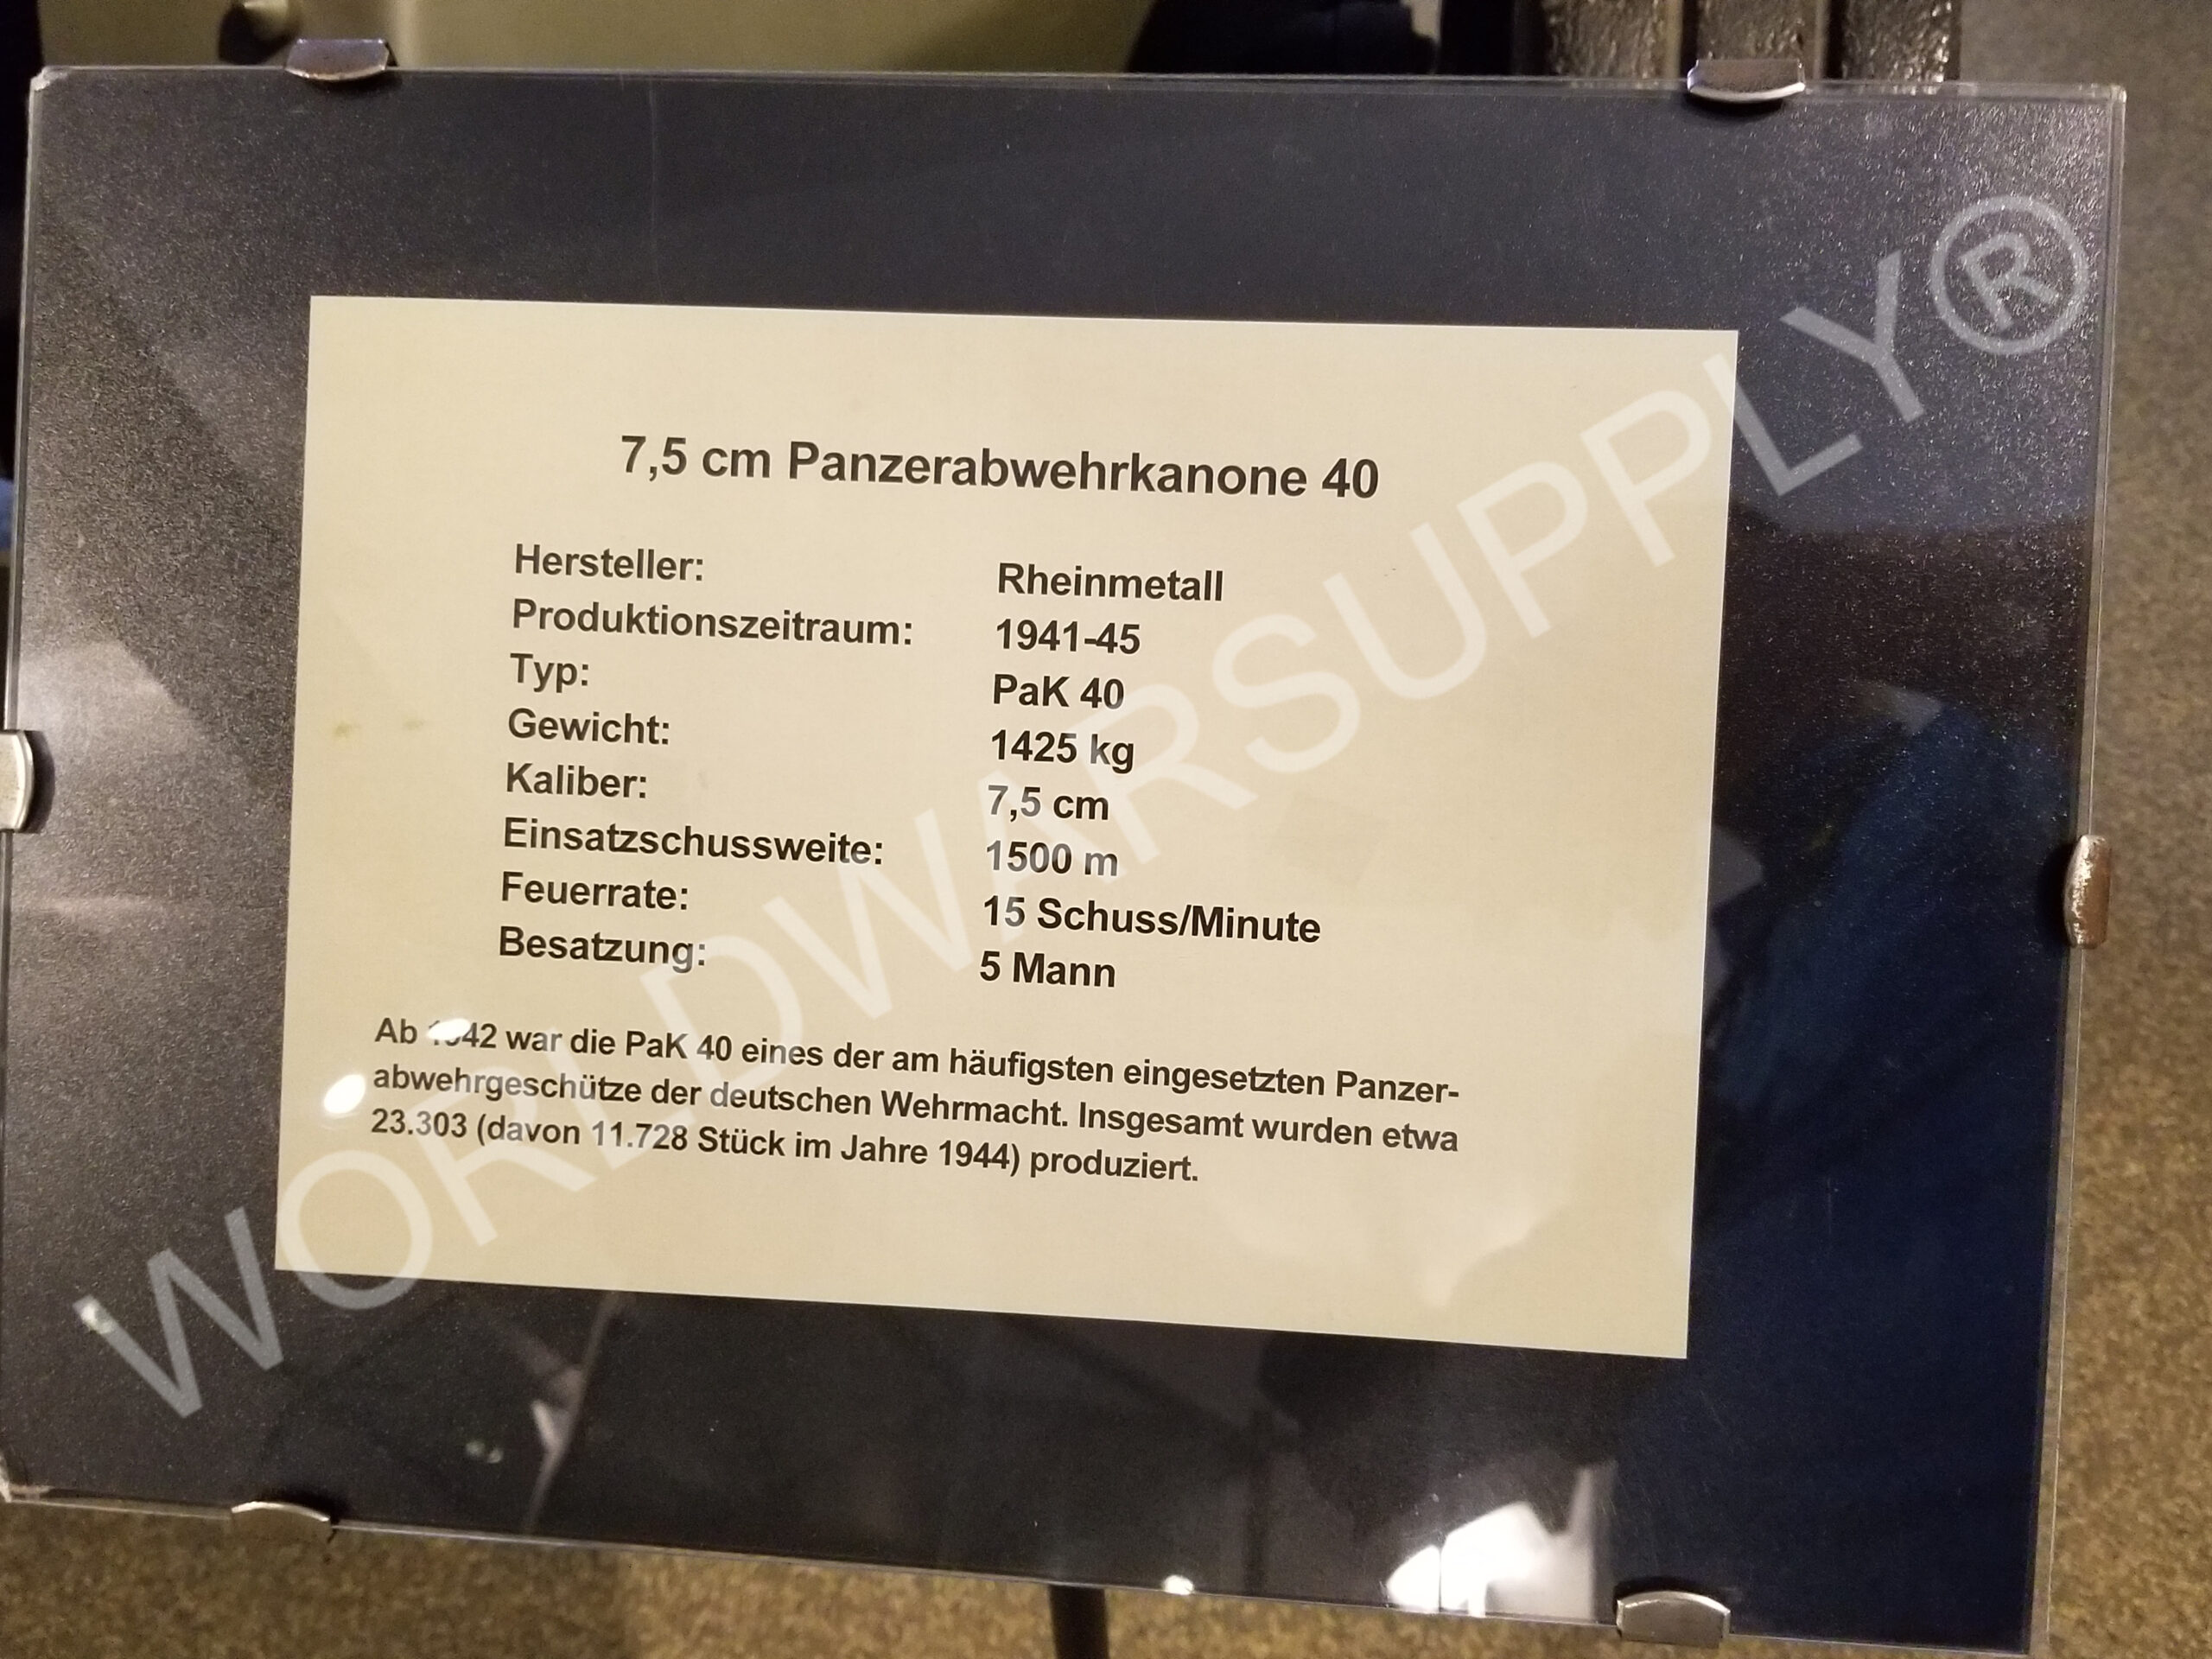 7,5 cm Panzerabwehrkanone 40
Hersteller: Rheinmetall
Produktionszeitraum: 1941-45
Typ: PaK 40
Gewicht: 1425 kg
Kaliber: 7,5 cm
Einsatzschussweite: 1500 m
Feuerrate: 15 Schuss/Minute
Besatzung: 5 Mann
Ab 1942 war die PaK 40 eines der am häufigsten eingesetzten Panzer-
abwehrgeschütze der deutschen Wehrmacht. Insgesamt wurden etwa
23.303 (davon 11.728 Stück im Jahre 1944) produziert.
WORLDWARSUPPLY®